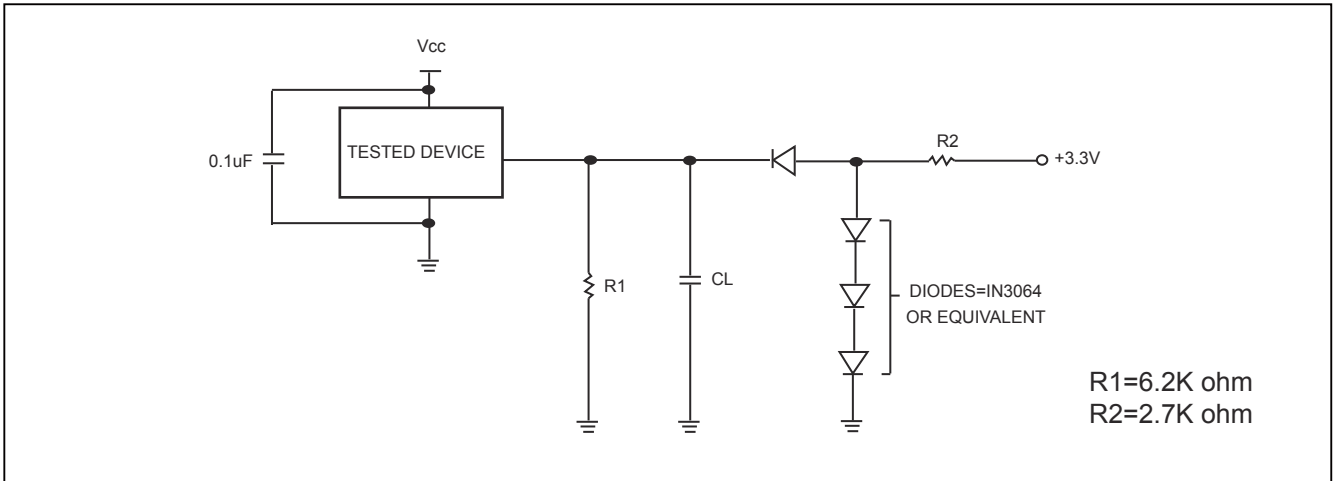 Vcc
0.1uF
TESTED DEVICE
R2
+3.3V
R1
CL
DIODES=IN3064
OR EQUIVALENT
R1=6.2K ohm
R2=2.7K ohm